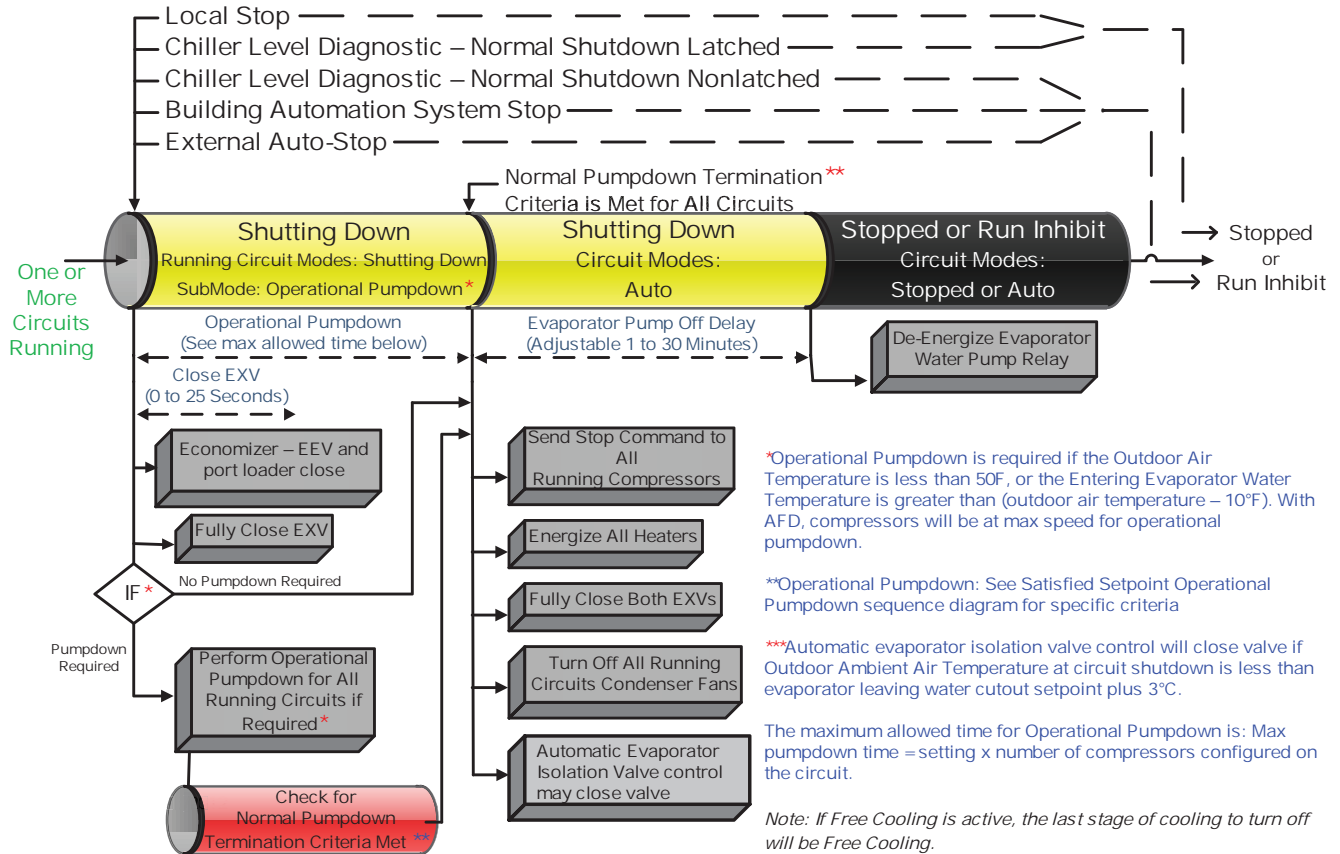 Local Stop
Chiller Level Diagnostic – Normal Shutdown Latched
Chiller Level Diagnostic – Normal Shutdown Nonlatched
Building Automation System Stop
External Auto-Stop
Normal Pumpdown Termination**
Criteria is Met for All Circuits
One or
More
Circuits
Running
Shutting Down
Running Circuit Modes: Shutting Down
SubMode: Operational Pumpdown*
Shutting Down
Circuit Modes:
Auto
Stopped or Run Inhibit
Circuit Modes:
Stopped or Auto
Stopped
or
Run Inhibit
Operational Pumpdown
(See max allowed time below)
Evaporator Pump Off Delay
(Adjustable 1 to 30 Minutes)
De-Energize Evaporator
Water Pump Relay
Close EXV
(0 to 25 Seconds)
Economizer – EEV and
port loader close
Fully Close EXV
IF*
No Pumpdown Required
Pumpdown
Required
Perform Operational
Pumpdown for All
Running Circuits if
Required*
Check for
Normal Pumpdown
Termination Criteria Met **
Send Stop Command to
All
Running Compressors
Energize All Heaters
Fully Close Both EXVs
Turn Off All Running
Circuits Condenser Fans
Automatic Evaporator
Isolation Valve control
may close valve
*Operational Pumpdown is required if the Outdoor Air
Temperature is less than 50F, or the Entering Evaporator Water
Temperature is greater than (outdoor air temperature – 10°F). With
AFD, compressors will be at max speed for operational
pumpdown.
**Operational Pumpdown: See Satisfied Setpoint Operational
Pumpdown sequence diagram for specific criteria
***Automatic evaporator isolation valve control will close valve if
Outdoor Ambient Air Temperature at circuit shutdown is less than
evaporator leaving water cutout setpoint plus 3°C.
The maximum allowed time for Operational Pumpdown is: Max
pumpdown time = setting x number of compressors configured on
the circuit.
Note: If Free Cooling is active, the last stage of cooling to turn off
will be Free Cooling.